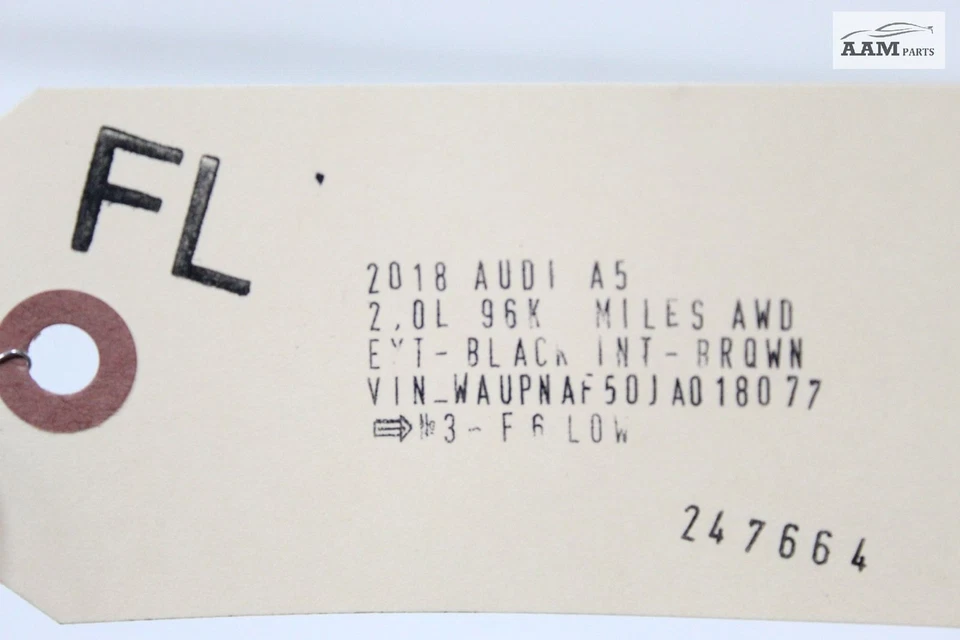 AAM PARTS
FL
2018 AUDI A5
2.0L 96K MILES AWD
EXT-BLACK INT-BROWN
VIN_WAUPNAF50JA018077
⇨№3-F6 LOW
247664